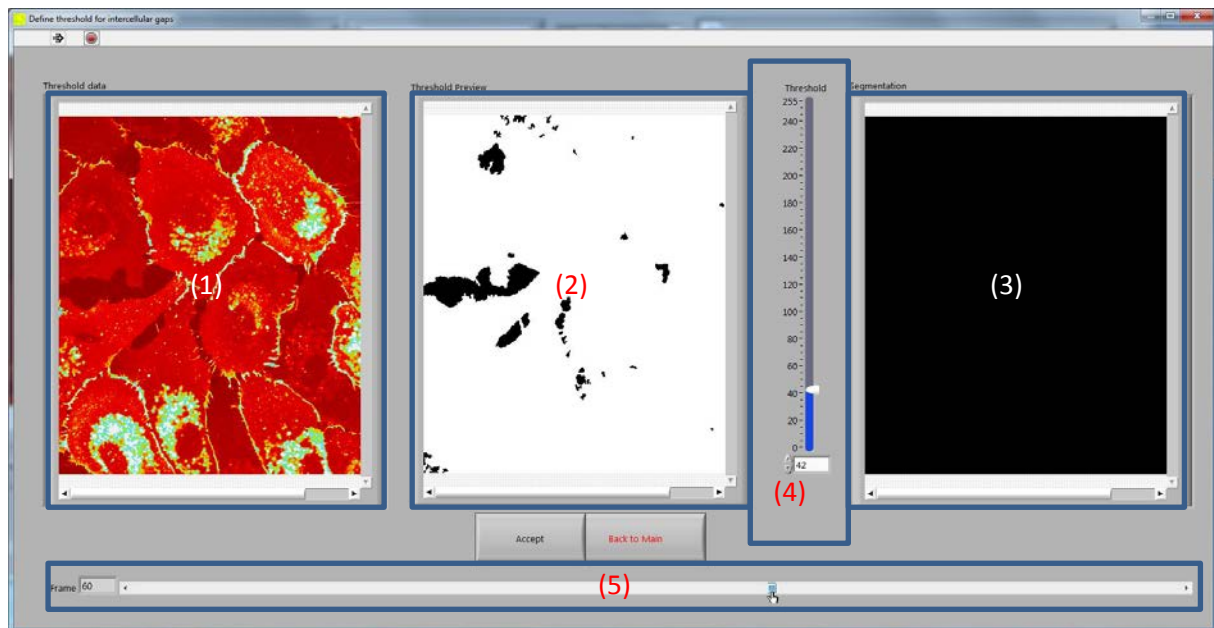 Define threshold for intercellular gaps
Threshold data
Threshold Preview
Threshold
Segmentation
255
240
220
200
180
160
140
120
100
80
60
40
20
0
42
(1)
(2)
(3)
(4)
Accept
Back to Main
Frame 60
(5)